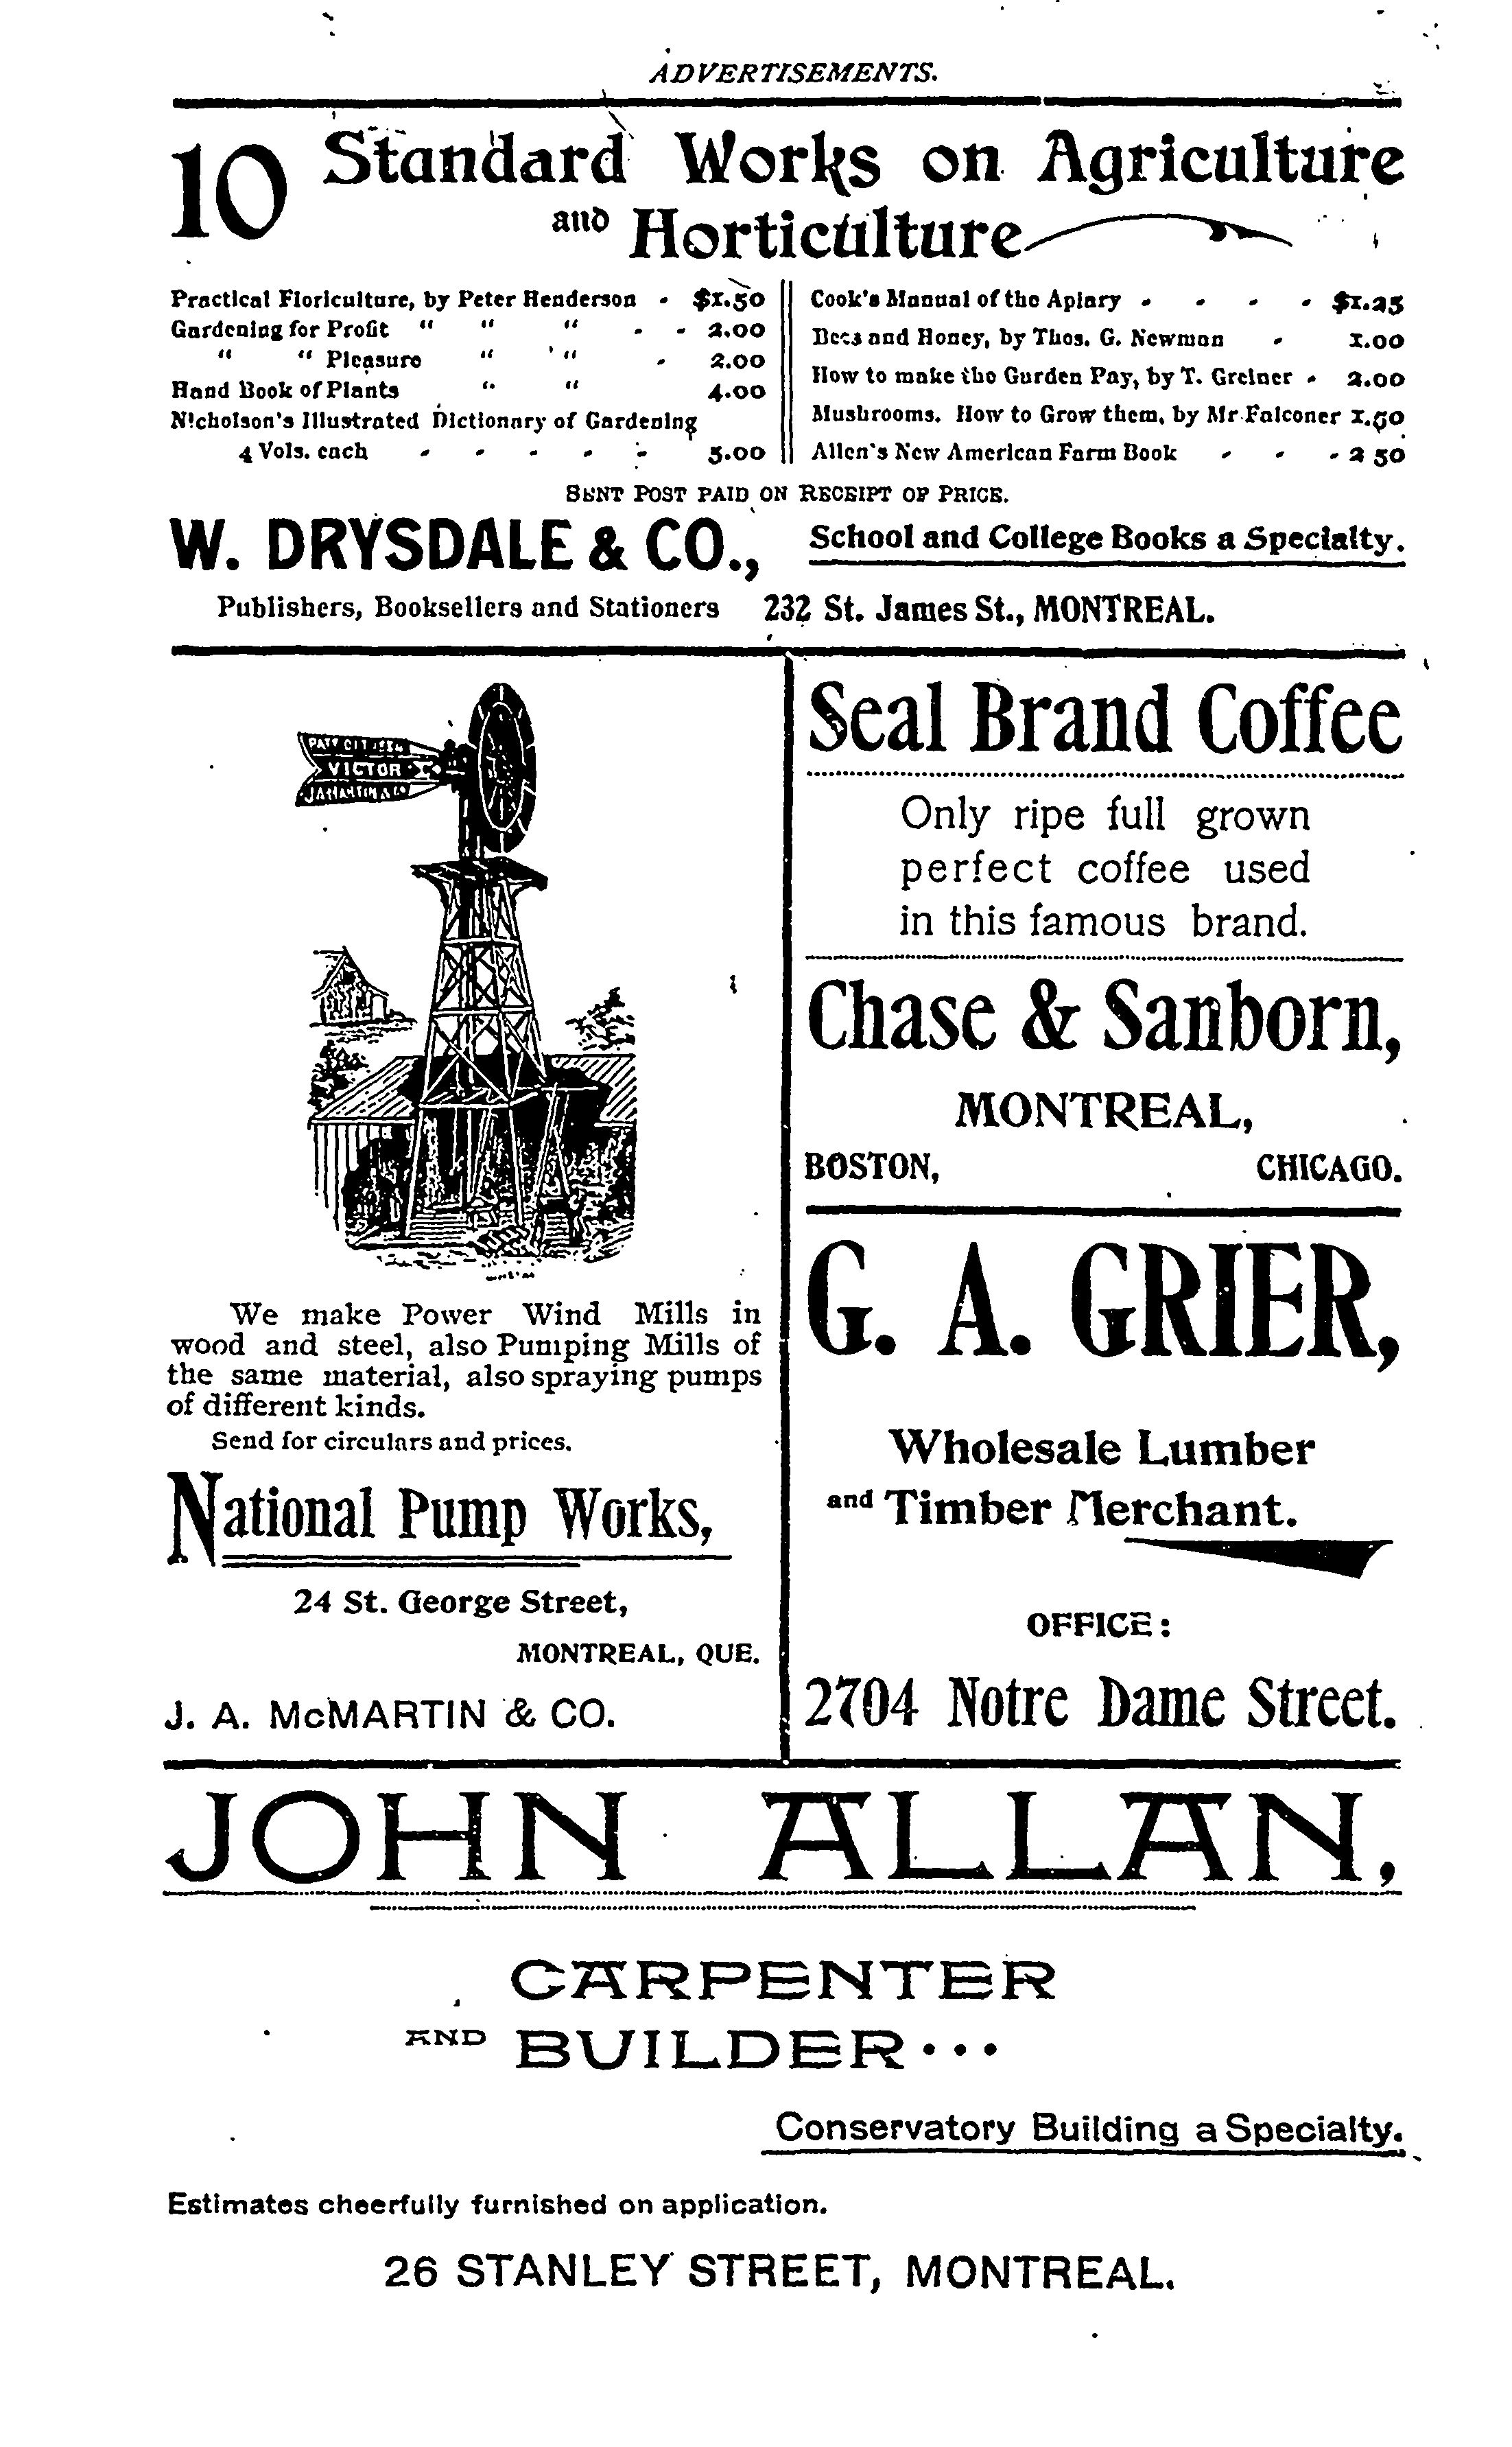 ADVERTISEMENTS.
10 Standard Works on Agriculture
and Horticulture
Practical Floriculture, by Peter Henderson - $1.50
Gardening for Profit " " " - - 2.00
" " Pleasure " " - 2.00
Hand Book of Plants " " 4.00
Nicholson's Illustrated Dictionary of Gardening
4 Vols. each - - - - - 5.00
Cook's Manual of the Apiary - - - - $1.25
Bees and Honey, by Thos. G. Newman - 1.00
How to make the Garden Pay, by T. Greiner - 2.00
Mushrooms. How to Grow them, by Mr Falconer 1.50
Allen's New American Farm Book - - - 2 50
SENT POST PAID ON RECEIPT OF PRICE.
W. DRYSDALE & CO.,
School and College Books a Specialty.
Publishers, Booksellers and Stationers 232 St. James St., MONTREAL.
VICTOR
J.A. McMARTIN & Co
We make Power Wind Mills in
wood and steel, also Pumping Mills of
the same material, also spraying pumps
of different kinds.
Send for circulars and prices.
National Pump Works,
24 St. George Street,
MONTREAL, QUE.
J. A. McMARTIN & CO.
Seal Brand Coffee
Only ripe full grown
perfect coffee used
in this famous brand.
Chase & Sanborn,
MONTREAL,
BOSTON, CHICAGO.
G. A. GRIER,
Wholesale Lumber
and Timber Merchant.
OFFICE:
2704 Notre Dame Street.
JOHN ALLAN,
CARPENTER
AND BUILDER...
Conservatory Building a Specialty.
Estimates cheerfully furnished on application.
26 STANLEY STREET, MONTREAL.